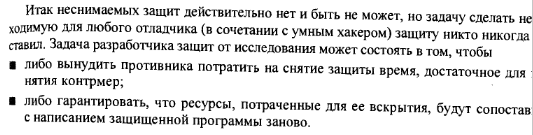 Итак неснимаемых защит действительно нет и быть не может, но задачу сделать не
ходимую для любого отладчика (в сочетании с умным хакером) защиту никто никогда
ставил. Задача разработчика защит от исследования может состоять в том, чтобы
■ либо вынудить противника потратить на снятие защиты время, достаточное для
нятия контрмер;
■ либо гарантировать, что ресурсы, потраченные для ее вскрытия, будут сопостав
с написанием защищенной программы заново.